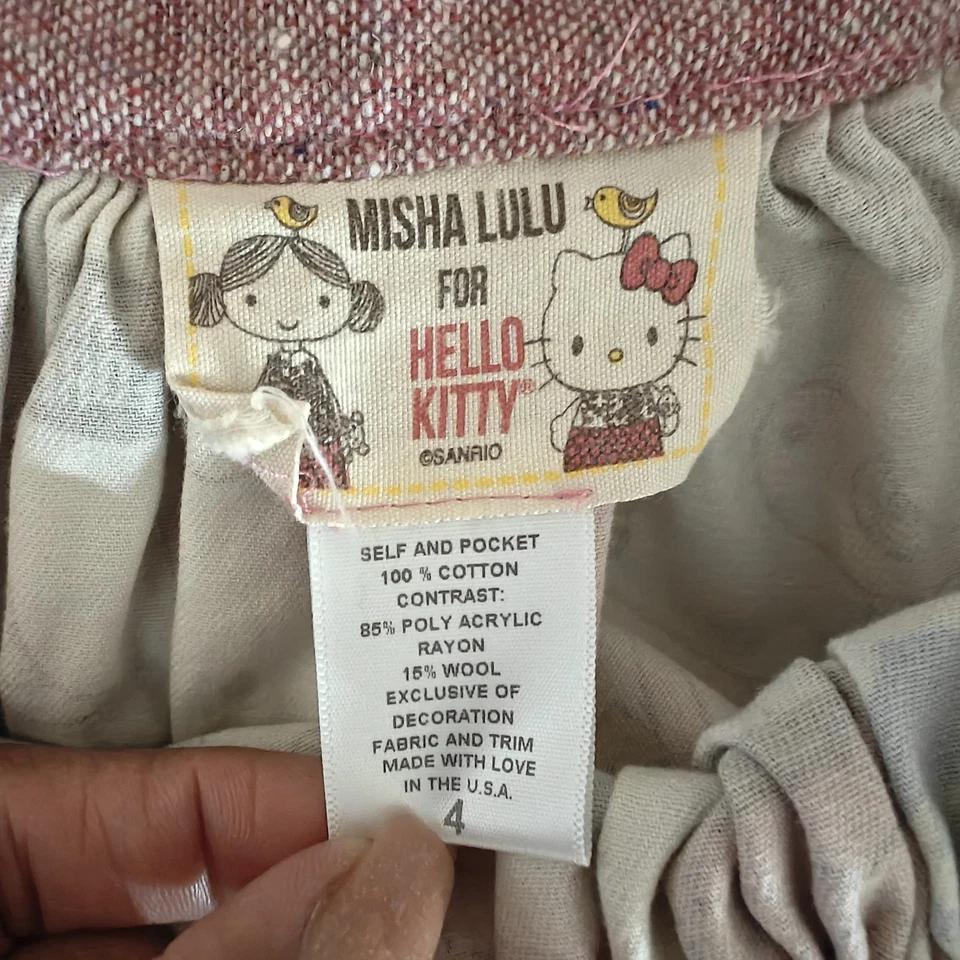 MISHA LULU
FOR
HELLO
KITTY®
©SANRIO
SELF AND POCKET
100 % COTTON
CONTRAST:
85% POLY ACRYLIC
RAYON
15% WOOL
EXCLUSIVE OF
DECORATION
FABRIC AND TRIM
MADE WITH LOVE
IN THE U.S.A.
4